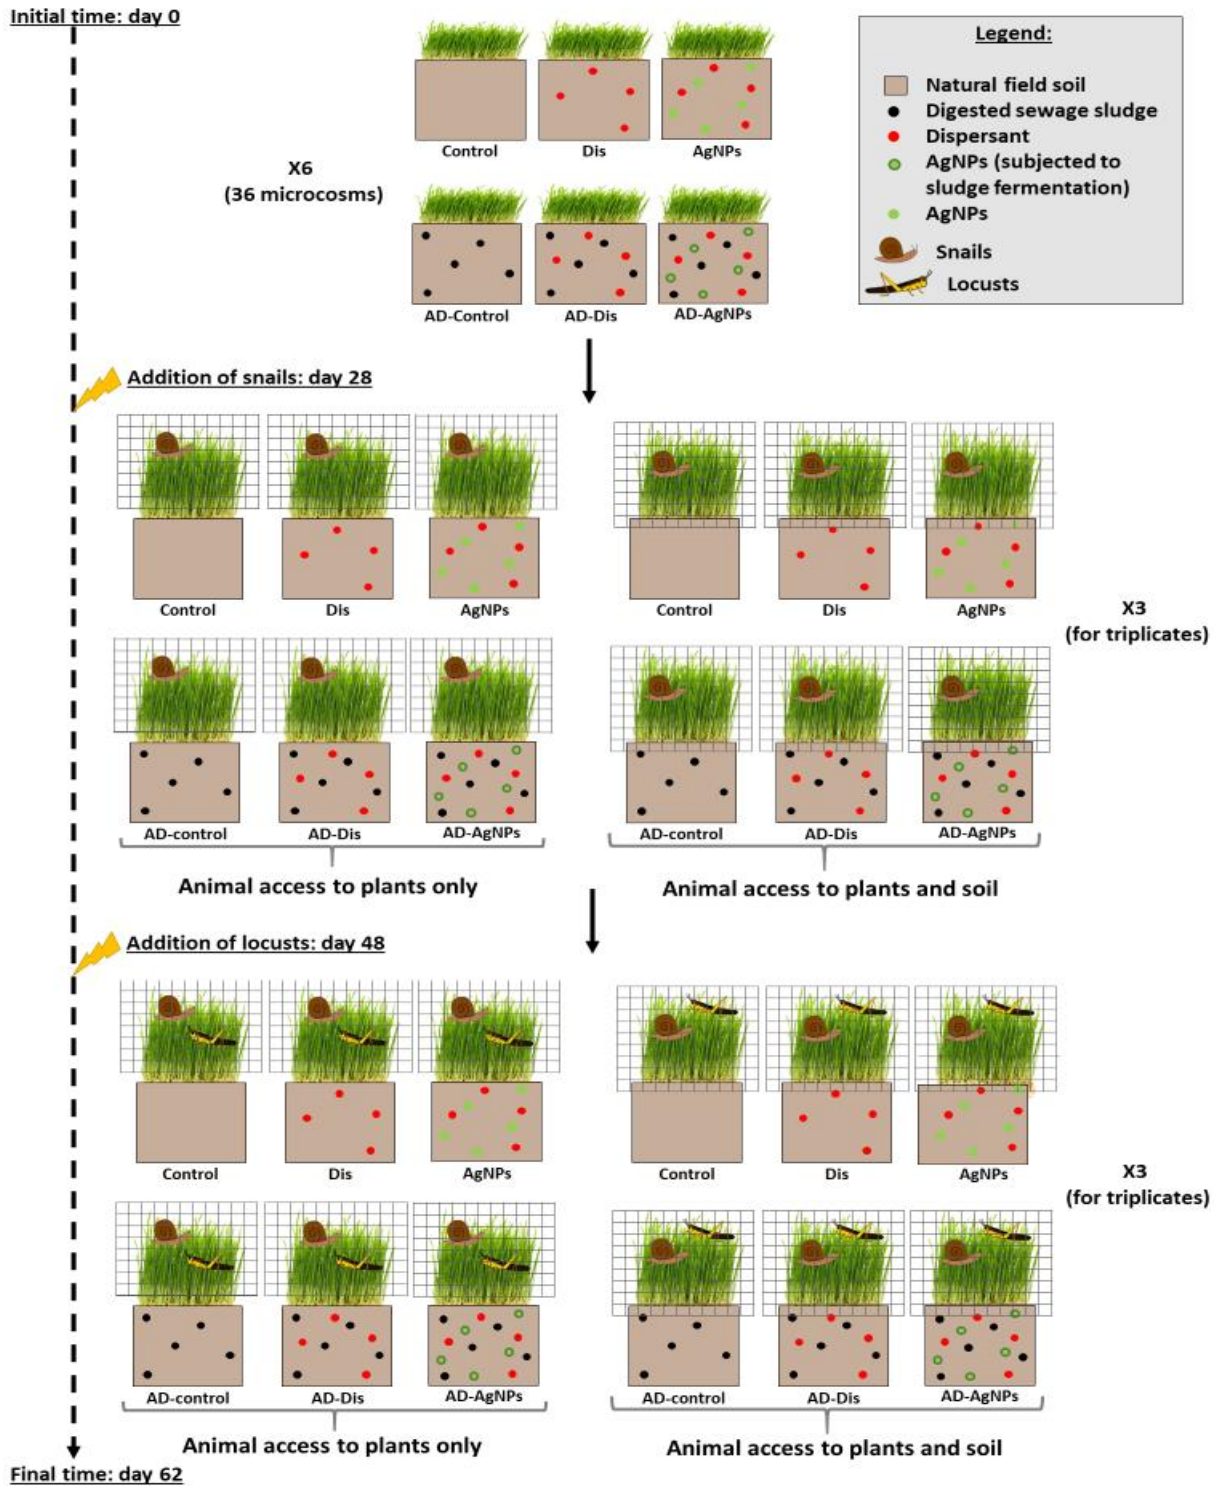 Initial time: day 0
Legend:
Natural field soil
Digested sewage sludge
Dispersant
AgNPs (subjected to
sludge fermentation)
AgNPs
Snails
Locusts
Control
Dis
AgNPs
X6
(36 microcosms)
AD-Control
AD-Dis
AD-AgNPs
Addition of snails: day 28
Control
Dis
AgNPs
Control
Dis
AgNPs
X3
(for triplicates)
AD-control
AD-Dis
AD-AgNPs
AD-control
AD-Dis
AD-AgNPs
Animal access to plants only
Animal access to plants and soil
Addition of locusts: day 48
Control
Dis
AgNPs
Control
Dis
AgNPs
X3
(for triplicates)
AD-control
AD-Dis
AD-AgNPs
AD-control
AD-Dis
AD-AgNPs
Animal access to plants only
Animal access to plants and soil
Final time: day 62